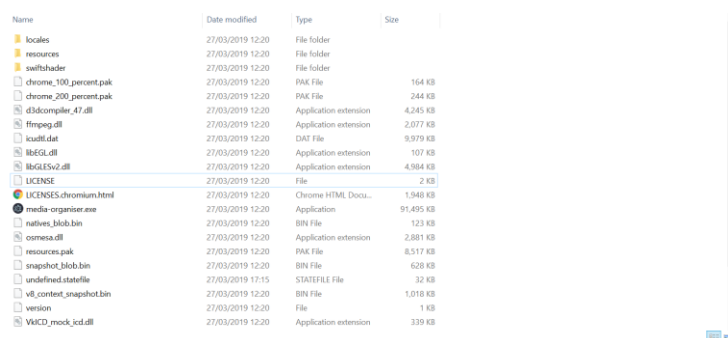 Name Date modified Type Size
locales 27/03/2019 12:20 File folder
resources 27/03/2019 12:20 File folder
swiftshader 27/03/2019 12:20 File folder
chrome_100_percent.pak 27/03/2019 12:20 PAK File 164 KB
chrome_200_percent.pak 27/03/2019 12:20 PAK File 244 KB
d3dcompiler_47.dll 27/03/2019 12:20 Application extension 4,245 KB
ffmpeg.dll 27/03/2019 12:20 Application extension 2,077 KB
icudtl.dat 27/03/2019 12:20 DAT File 9,979 KB
libEGL.dll 27/03/2019 12:20 Application extension 107 KB
libGLESv2.dll 27/03/2019 12:20 Application extension 4,984 KB
LICENSE 27/03/2019 12:20 File 2 KB
LICENSES.chromium.html 27/03/2019 12:20 Chrome HTML Docu... 1,948 KB
media-organiser.exe 27/03/2019 12:20 Application 91,495 KB
natives_blob.bin 27/03/2019 12:20 BIN File 123 KB
osmesa.dll 27/03/2019 12:20 Application extension 2,881 KB
resources.pak 27/03/2019 12:20 PAK File 8,517 KB
snapshot_blob.bin 27/03/2019 12:20 BIN File 628 KB
undefined.statefile 27/03/2019 17:15 STATEFILE File 32 KB
v8_context_snapshot.bin 27/03/2019 12:20 BIN File 1,018 KB
version 27/03/2019 12:20 File 1 KB
VkICD_mock_icd.dll 27/03/2019 12:20 Application extension 339 KB